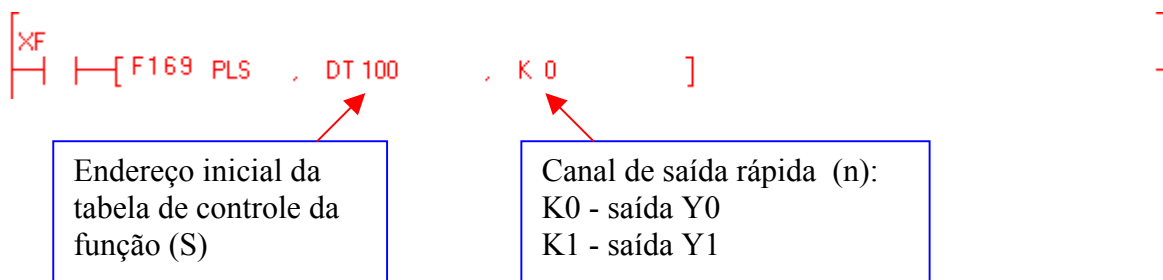 XF
[ F169 PLS , DT 100 , K 0 ]
Endereço inicial da
tabela de controle da
função (S)
Canal de saída rápida (n):
K0 - saída Y0
K1 - saída Y1